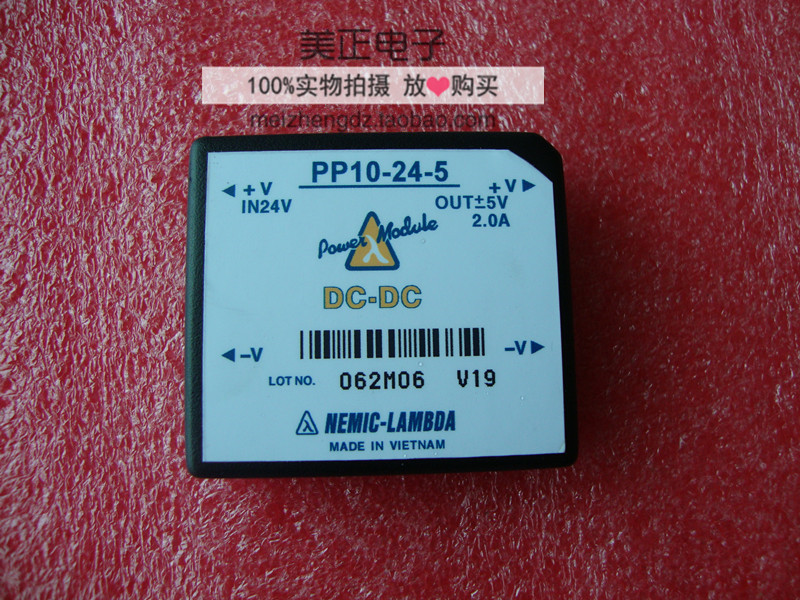 美正电子
100%实物拍摄 放❤购买
meizhengdz.taobao.com
PP10-24-5
+V
+V
IN24V
OUT±5V
2.0A
Power λ Module
DC-DC
–V
–V
LOT NO. 062M06 V19
λ NEMIC-LAMBDA
MADE IN VIETNAM